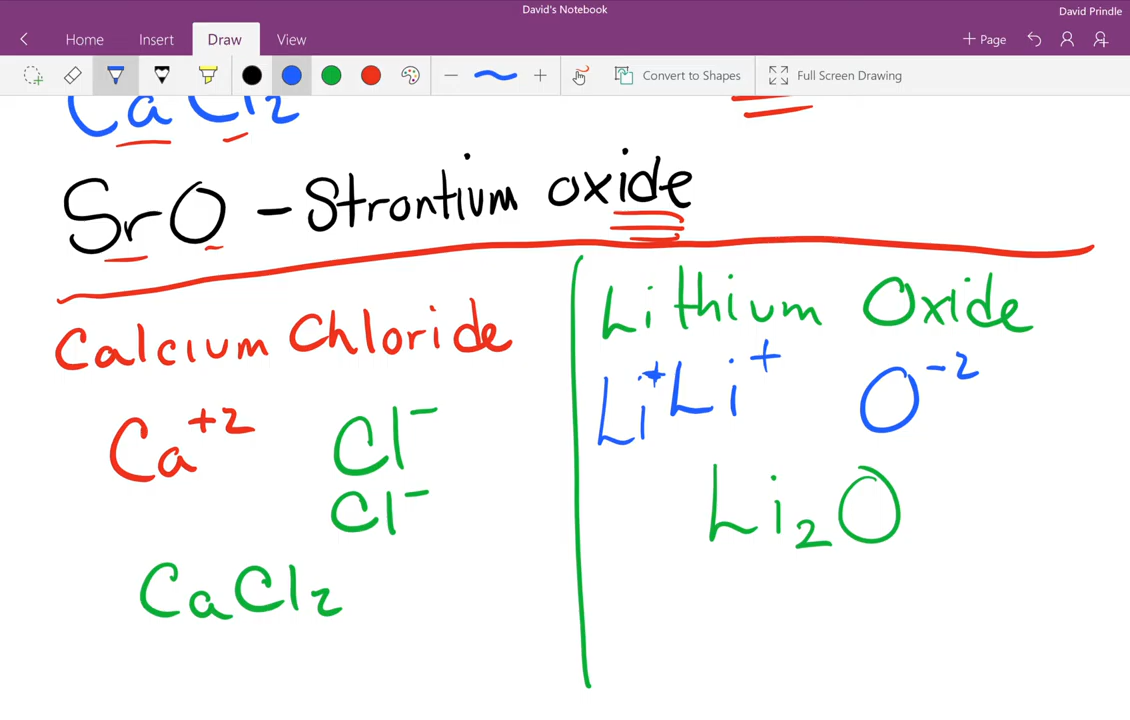 David's Notebook
David Prindle
Home Insert Draw View
Page
Convert to Shapes Full Screen Drawing
CaCl2
SrO - Strontium oxide
Calcium Chloride
Ca+2 Cl-
Cl-
CaCl2
Lithium Oxide
Li+ Li+ O-2
Li2O